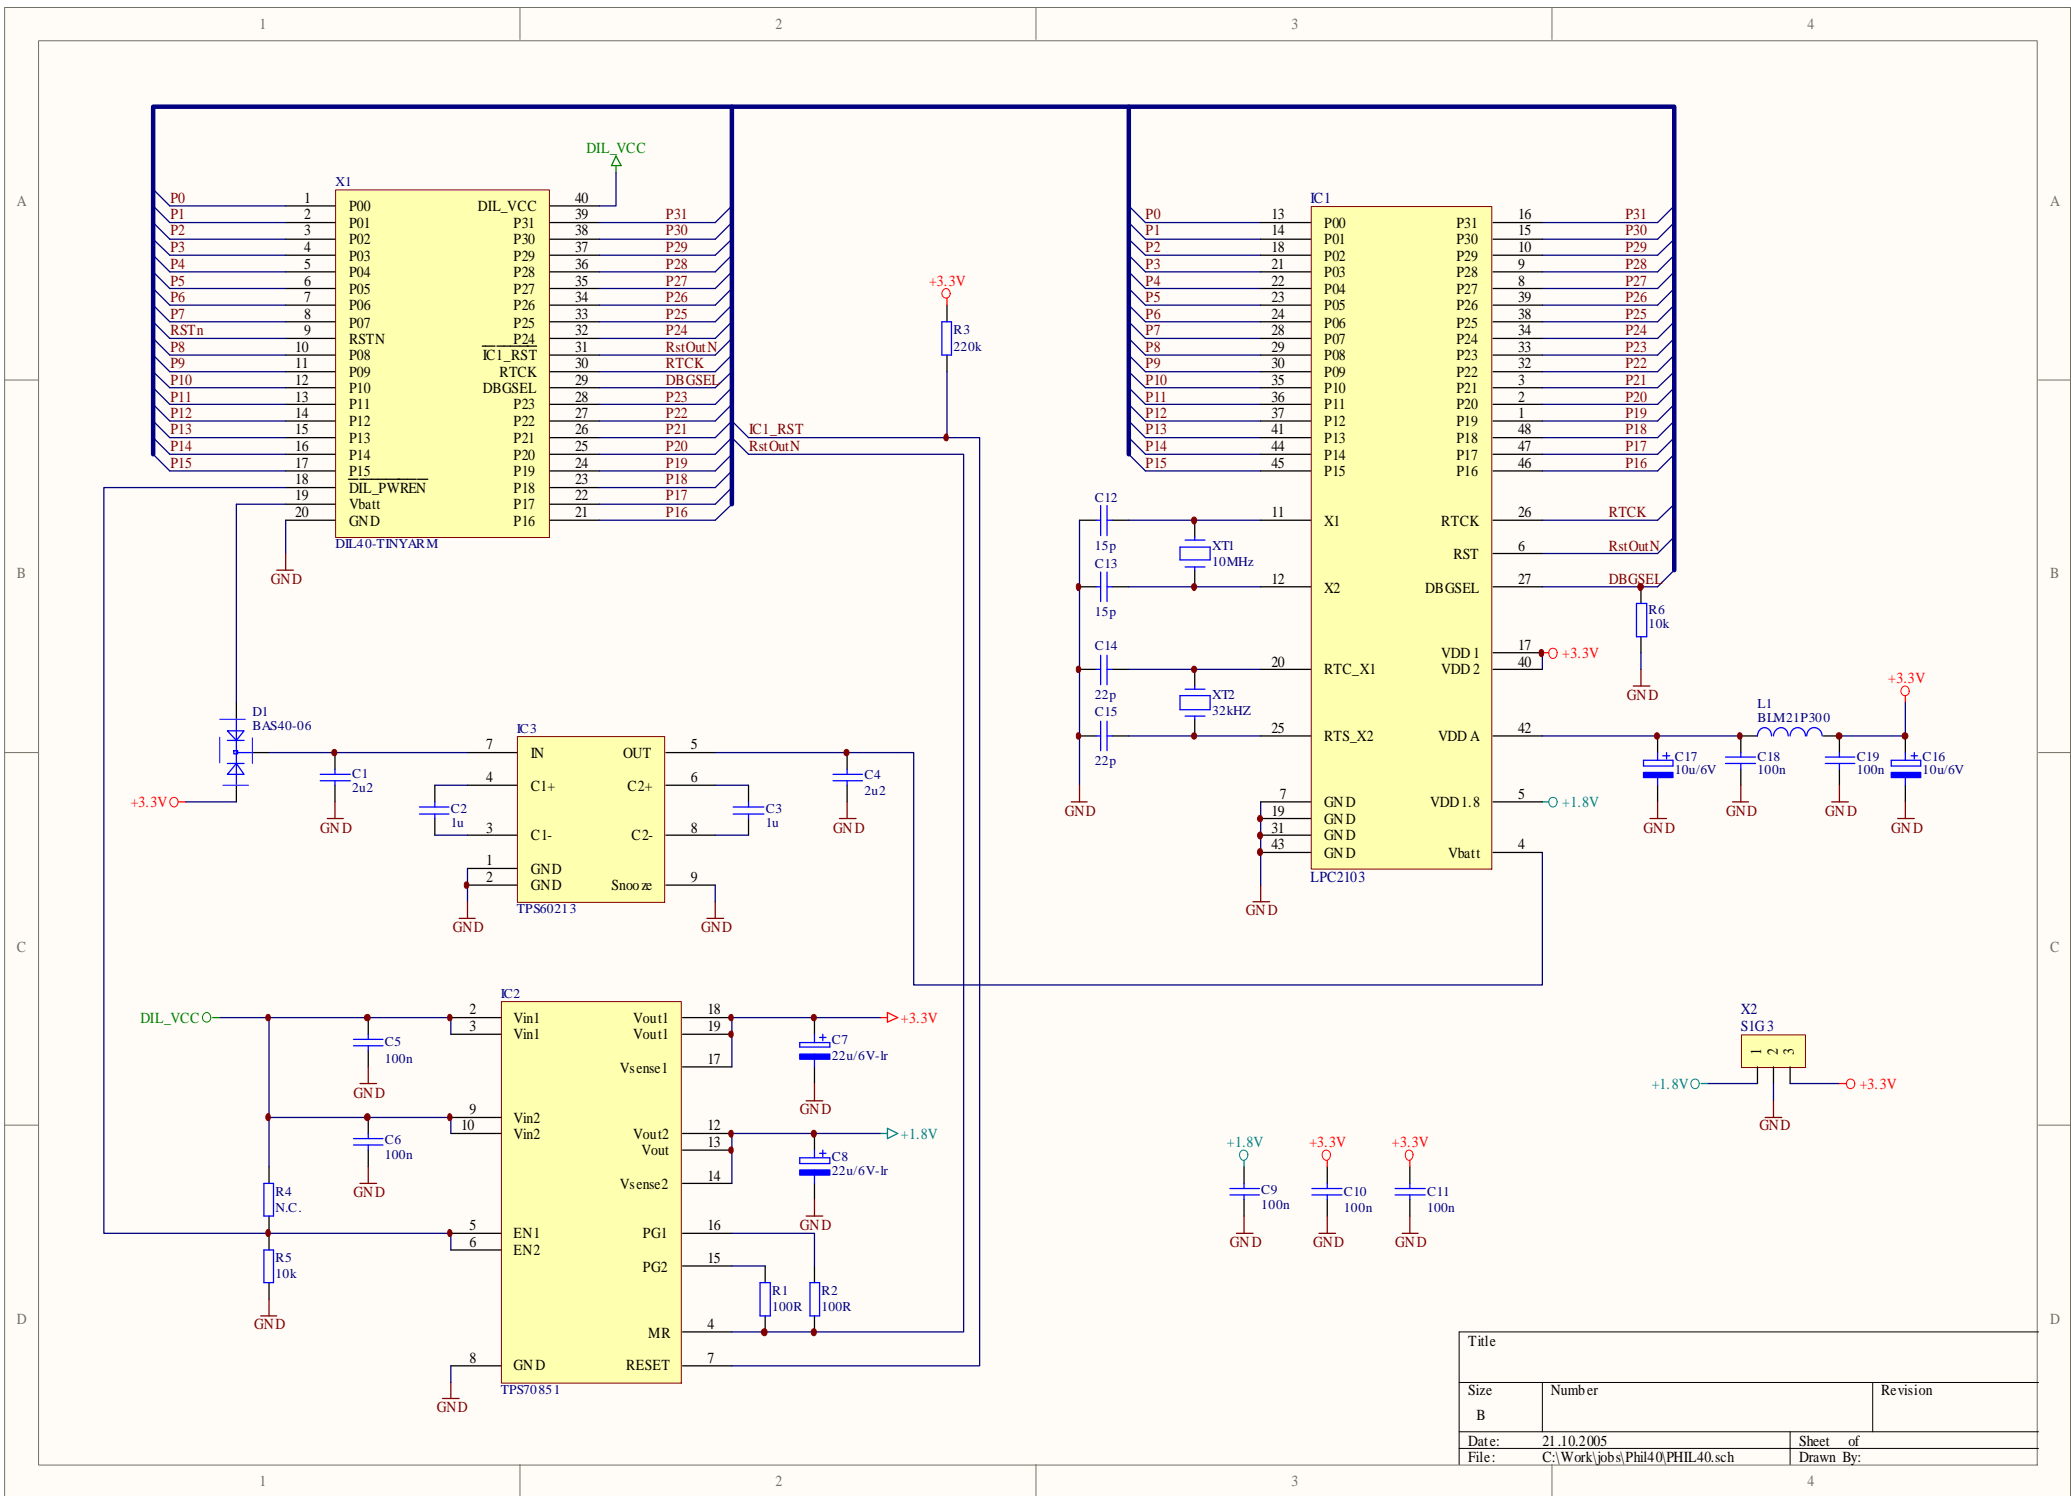 1 2 3 4
A A
B B
C C
D D
DIL_VCC
X1
P0 1 P00 DIL_VCC 40
P1 2 P01 P31 39 P31
P2 3 P02 P30 38 P30
P3 4 P03 P29 37 P29
P4 5 P04 P28 36 P28
P5 6 P05 P27 35 P27
P6 7 P06 P26 34 P26
P7 8 P07 P25 33 P25
RSTn 9 RSTN P24 32 P24
P8 10 P08 IC1_RST 31 RstOutN
P9 11 P09 RTCK 30 RTCK
P10 12 P10 DBGSEL 29 DBGSEL
P11 13 P11 P23 28 P23
P12 14 P12 P22 27 P22
P13 15 P13 P21 26 P21
P14 16 P14 P20 25 P20
P15 17 P15 P19 24 P19
18 DIL_PWREN P18 23 P18
19 Vbatt P17 22 P17
20 GND P16 21 P16
DIL40-TINYARM
GND
+3.3V
R3
220k
IC1_RST
RstOutN
IC1
P0 13 P00 P31 16 P31
P1 14 P01 P30 15 P30
P2 18 P02 P29 10 P29
P3 21 P03 P28 9 P28
P4 22 P04 P27 8 P27
P5 23 P05 P26 39 P26
P6 24 P06 P25 38 P25
P7 28 P07 P24 34 P24
P8 29 P08 P23 33 P23
P9 30 P09 P22 32 P22
P10 35 P10 P21 3 P21
P11 36 P11 P20 2 P20
P12 37 P12 P19 1 P19
P13 41 P13 P18 48 P18
P14 44 P14 P17 47 P17
P15 45 P15 P16 46 P16
11 X1 RTCK 26 RTCK
RST 6 RstOutN
12 X2 DBGSEL 27 DBGSEL
VDD1 17 +3.3V
20 RTC_X1 VDD2 40
25 RTS_X2 VDDA 42
7 GND VDD1.8 5 +1.8V
19 GND
31 GND
43 GND Vbatt 4
LPC2103
GND
C12
15p
C13
15p
XT1
10MHz
C14
22p
C15
22p
XT2
32kHZ
GND
R6
10k
GND
L1
BLM21P300
+3.3V
C17
10u/6V
C18
100n
C19
100n
C16
10u/6V
GND GND GND GND
D1
BAS40-06
+3.3V
C1
2u2
GND
C2
1u
IC3
7 IN OUT 5
4 C1+ C2+ 6
3 C1- C2- 8
1 GND
2 GND Snooze 9
TPS60213
GND GND
C3
1u
C4
2u2
GND
DIL_VCC
C5
100n
GND
C6
100n
GND
R4
N.C.
R5
10k
GND
IC2
2 Vin1 Vout1 18
3 Vin1 Vout1 19
Vsense1 17
9 Vin2 Vout2 12
10 Vin2 Vout 13
Vsense2 14
5 EN1 PG1 16
6 EN2 PG2 15
MR 4
8 GND RESET 7
TPS70851
GND
+3.3V
C7
22u/6V-lr
GND
+1.8V
C8
22u/6V-lr
GND
R1
100R
R2
100R
+1.8V +3.3V +3.3V
C9
100n
C10
100n
C11
100n
GND GND GND
X2
S1G3
1 2 3
+1.8V +3.3V
GND
Title
Size Number Revision
B
Date: 21.10.2005 Sheet of
File: C:\Work\jobs\Phil40\PHIL40.sch Drawn By:
1 2 3 4